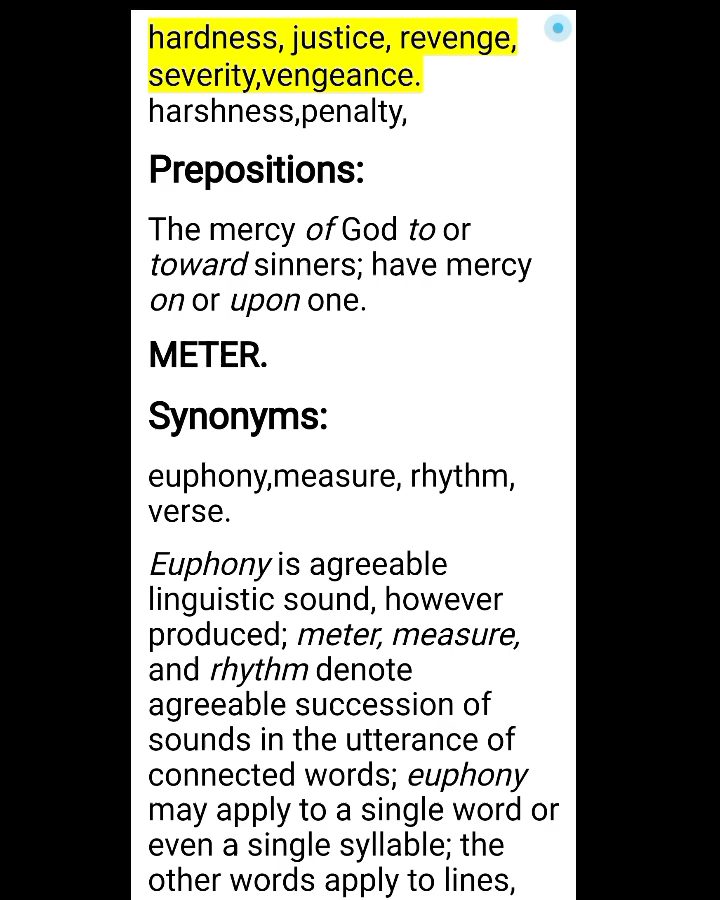 hardness, justice, revenge,
severity,vengeance.
harshness,penalty,
Prepositions:
The mercy of God to or
toward sinners; have mercy
on or upon one.
METER.
Synonyms:
euphony,measure, rhythm,
verse.
Euphony is agreeable
linguistic sound, however
produced; meter, measure,
and rhythm denote
agreeable succession of
sounds in the utterance of
connected words; euphony
may apply to a single word or
even a single syllable; the
other words apply to lines,